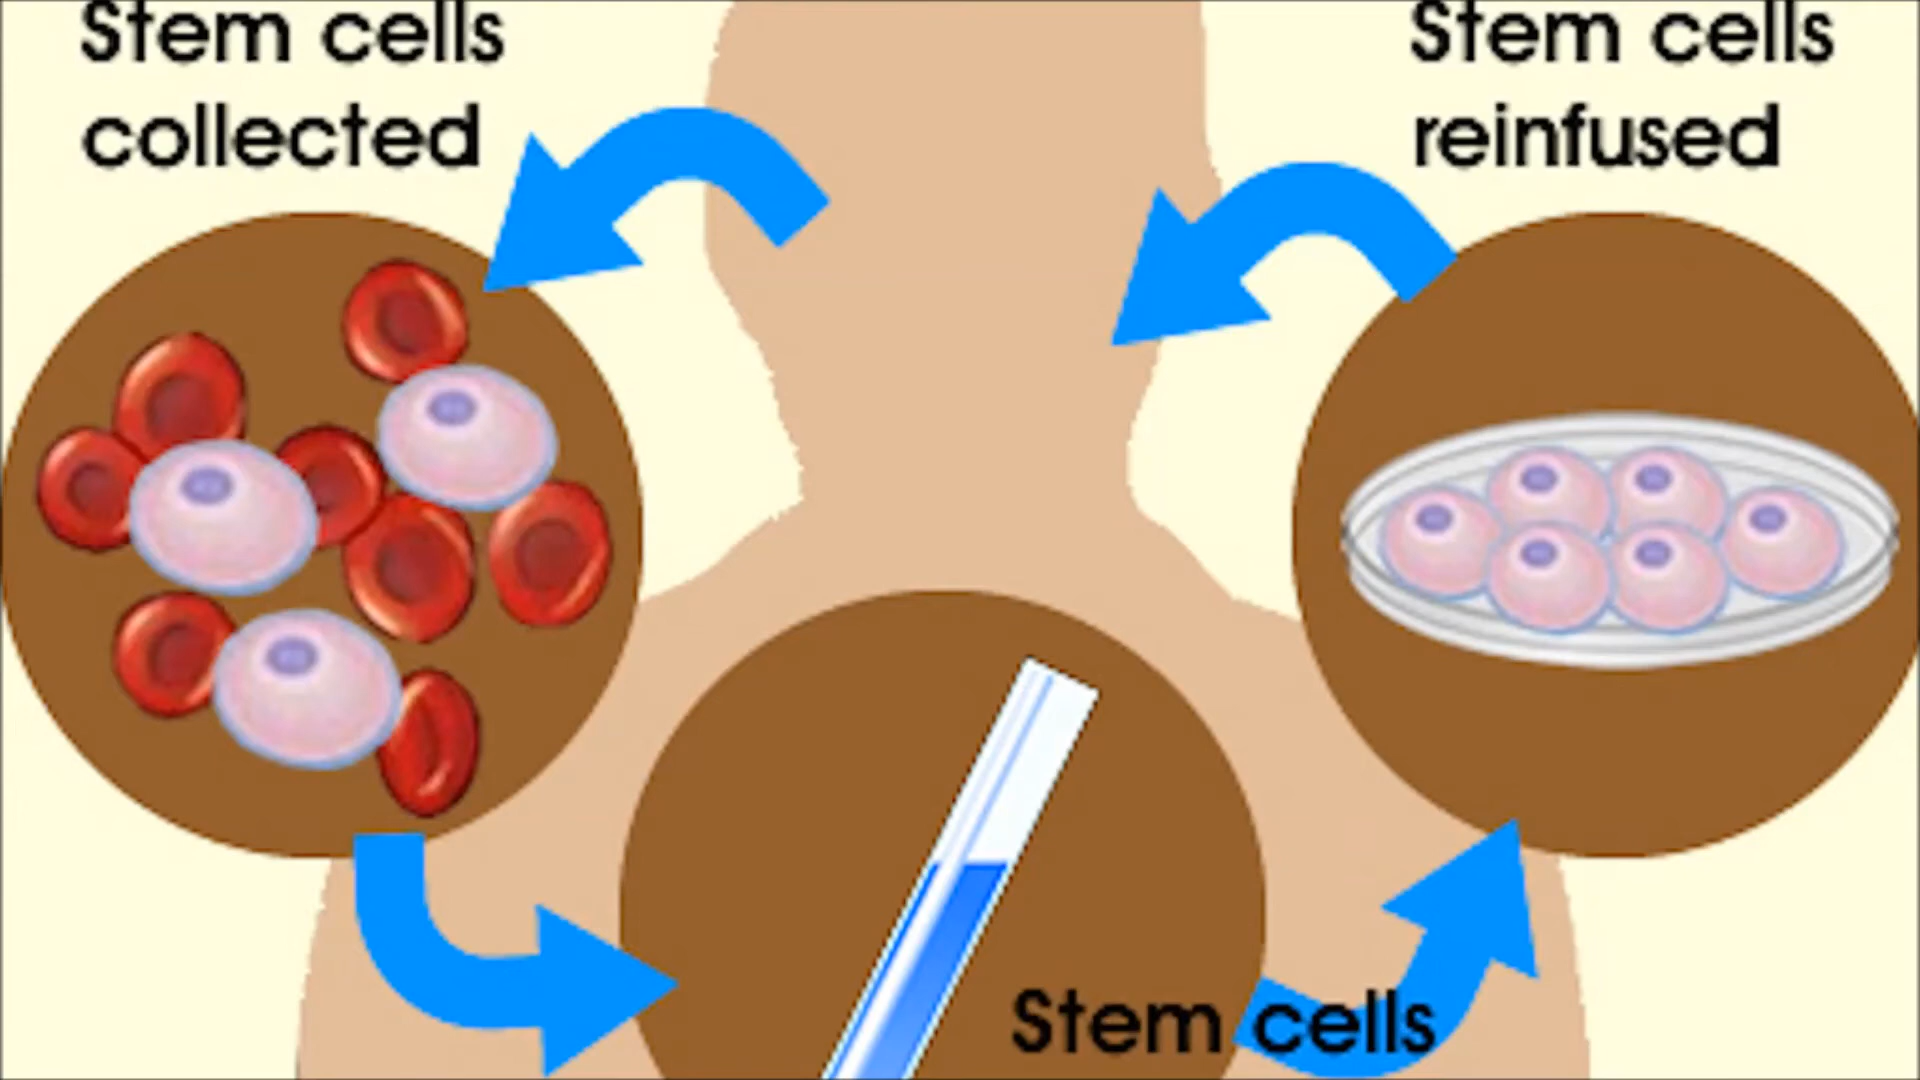 Stem cells
collected
Stem cells
reinfused
Stem cells